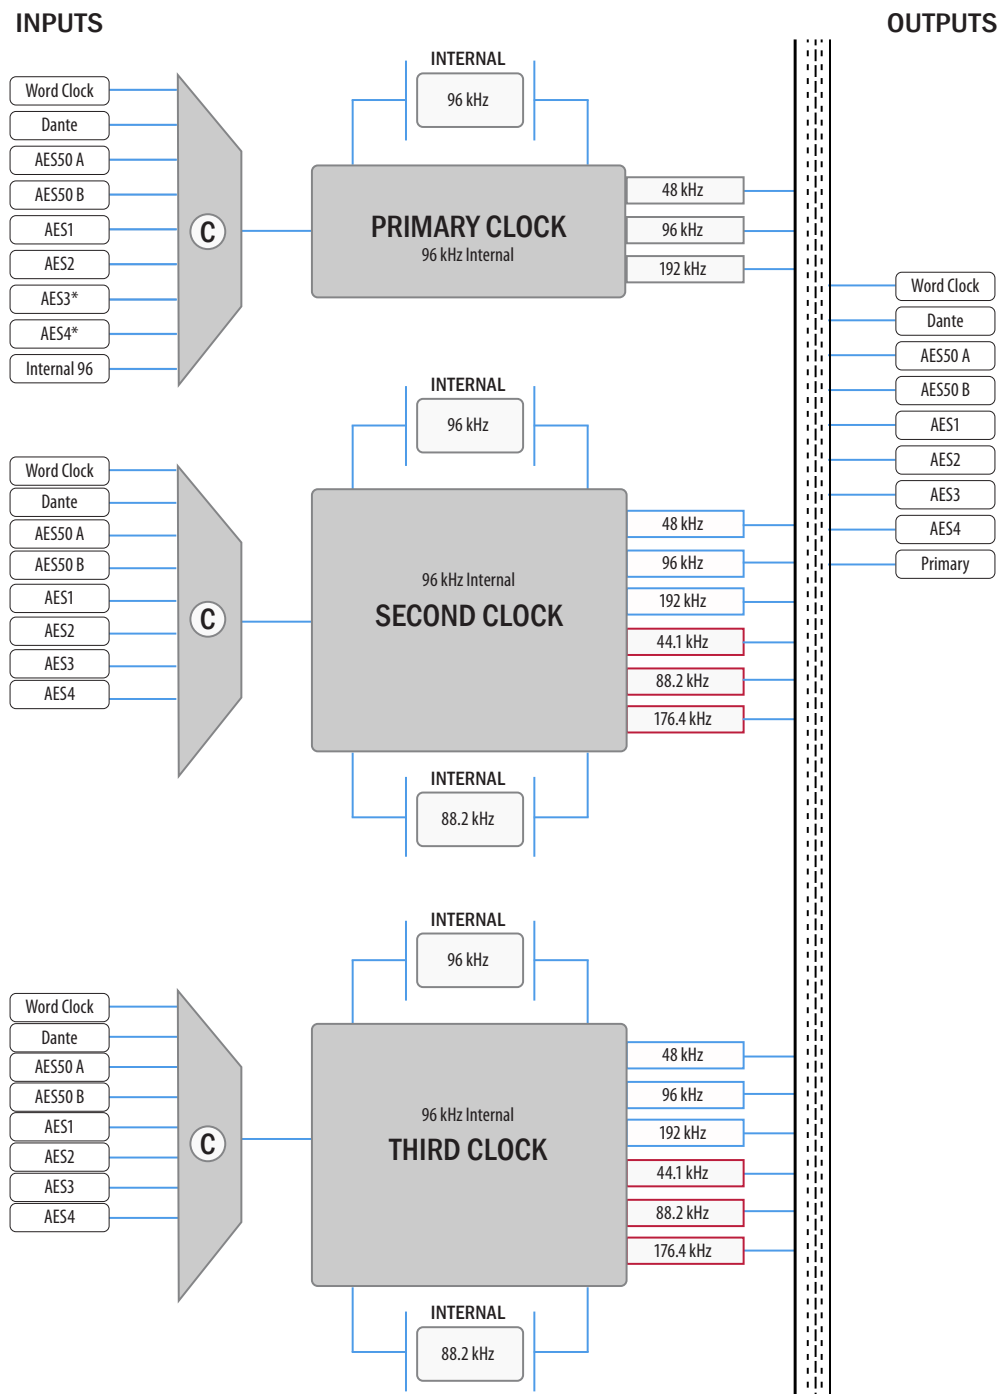 INPUTS
OUTPUTS
INTERNAL
96 kHz
Word Clock
Dante
AES50 A
AES50 B
AES1
AES2
AES3*
AES4*
Internal 96
C
PRIMARY CLOCK
96 kHz Internal
48 kHz
96 kHz
192 kHz
Word Clock
Dante
AES50 A
AES50 B
AES1
AES2
AES3
AES4
Primary
INTERNAL
96 kHz
Word Clock
Dante
AES50 A
AES50 B
AES1
AES2
AES3
AES4
C
96 kHz Internal
SECOND CLOCK
48 kHz
96 kHz
192 kHz
44.1 kHz
88.2 kHz
176.4 kHz
INTERNAL
88.2 kHz
INTERNAL
96 kHz
Word Clock
Dante
AES50 A
AES50 B
AES1
AES2
AES3
AES4
C
96 kHz Internal
THIRD CLOCK
48 kHz
96 kHz
192 kHz
44.1 kHz
88.2 kHz
176.4 kHz
INTERNAL
88.2 kHz